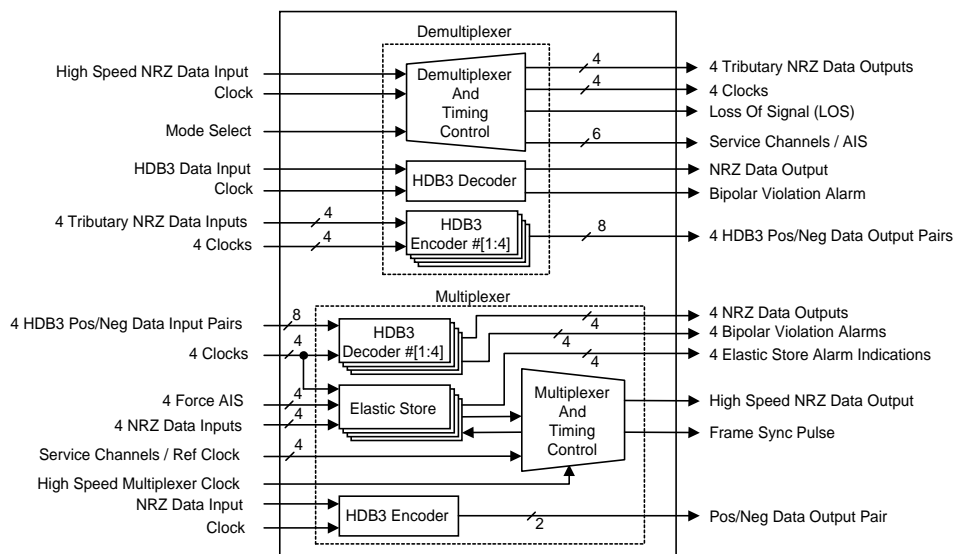 Demultiplexer
High Speed NRZ Data Input
Clock
Mode Select
Demultiplexer
And
Timing
Control
4
4 Tributary NRZ Data Outputs
4
4 Clocks
Loss Of Signal (LOS)
6
Service Channels / AIS
HDB3 Data Input
Clock
HDB3 Decoder
NRZ Data Output
Bipolar Violation Alarm
4 Tributary NRZ Data Inputs
4
4 Clocks
4
HDB3
Encoder #[1:4]
8
4 HDB3 Pos/Neg Data Output Pairs
Multiplexer
4 HDB3 Pos/Neg Data Input Pairs
8
4 Clocks
4
HDB3
Decoder #[1:4]
4 NRZ Data Outputs
4
4 Bipolar Violation Alarms
4
4 Elastic Store Alarm Indications
4
4 Force AIS
4
4 NRZ Data Inputs
4
Elastic Store
Multiplexer
And
Timing
Control
High Speed NRZ Data Output
Frame Sync Pulse
Service Channels / Ref Clock
4
High Speed Multiplexer Clock
NRZ Data Input
Clock
HDB3 Encoder
2
Pos/Neg Data Output Pair